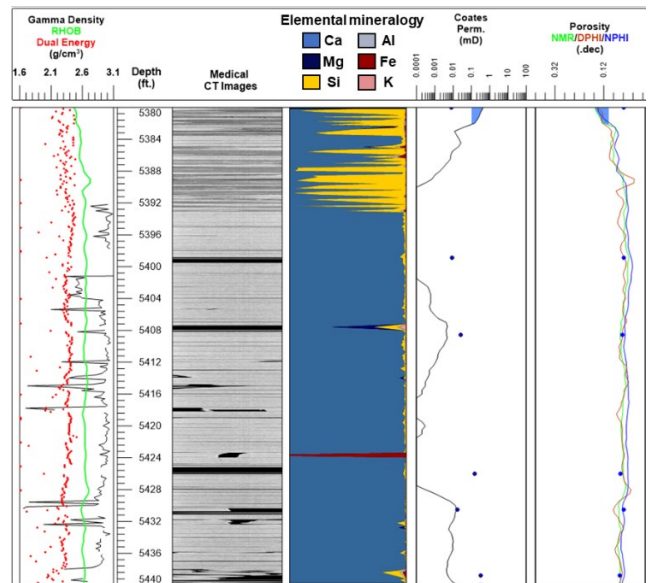 Gamma Density
RHOB
Dual Energy
(g/cm³)
1.6 2.1 2.6 3.1
Depth
(ft.)
Medical
CT Images
Elemental mineralogy
Ca Al
Mg Fe
Si K
Coates
Perm.
(mD)
0.0001
0.001
0.01
0.1
10
100
Porosity
NMR/DPHI/NPHI
(.dec)
0.32
0.12
5380
5384
5388
5392
5396
5400
5404
5408
5412
5416
5420
5424
5428
5432
5436
5440